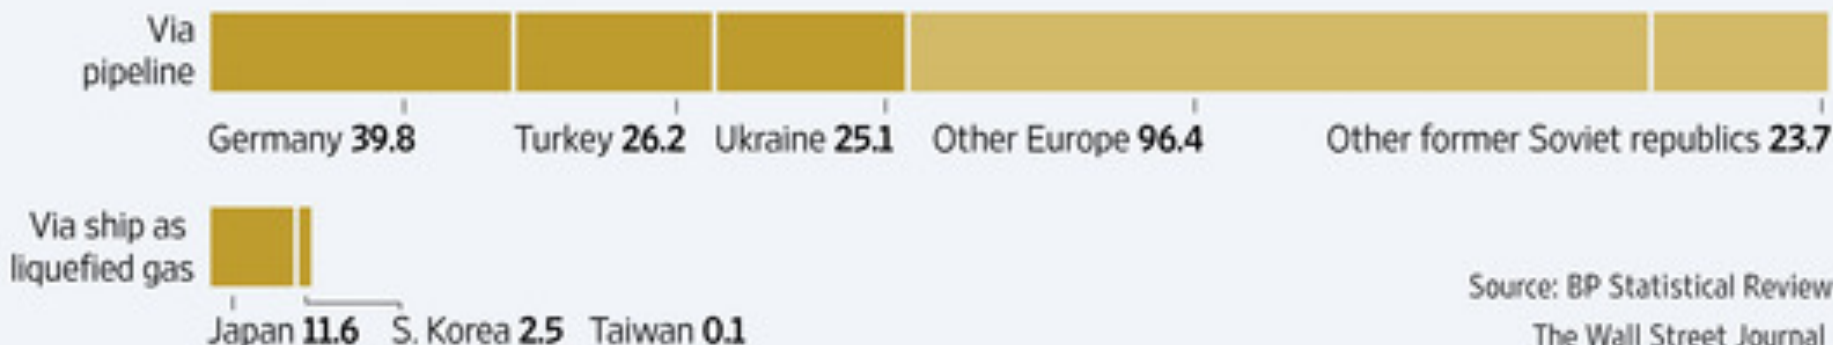 Via
pipeline
Germany 39.8 Turkey 26.2 Ukraine 25.1 Other Europe 96.4 Other former Soviet republics 23.7
Via ship as
liquefied gas
Japan 11.6 S. Korea 2.5 Taiwan 0.1
Source: BP Statistical Review
The Wall Street Journal